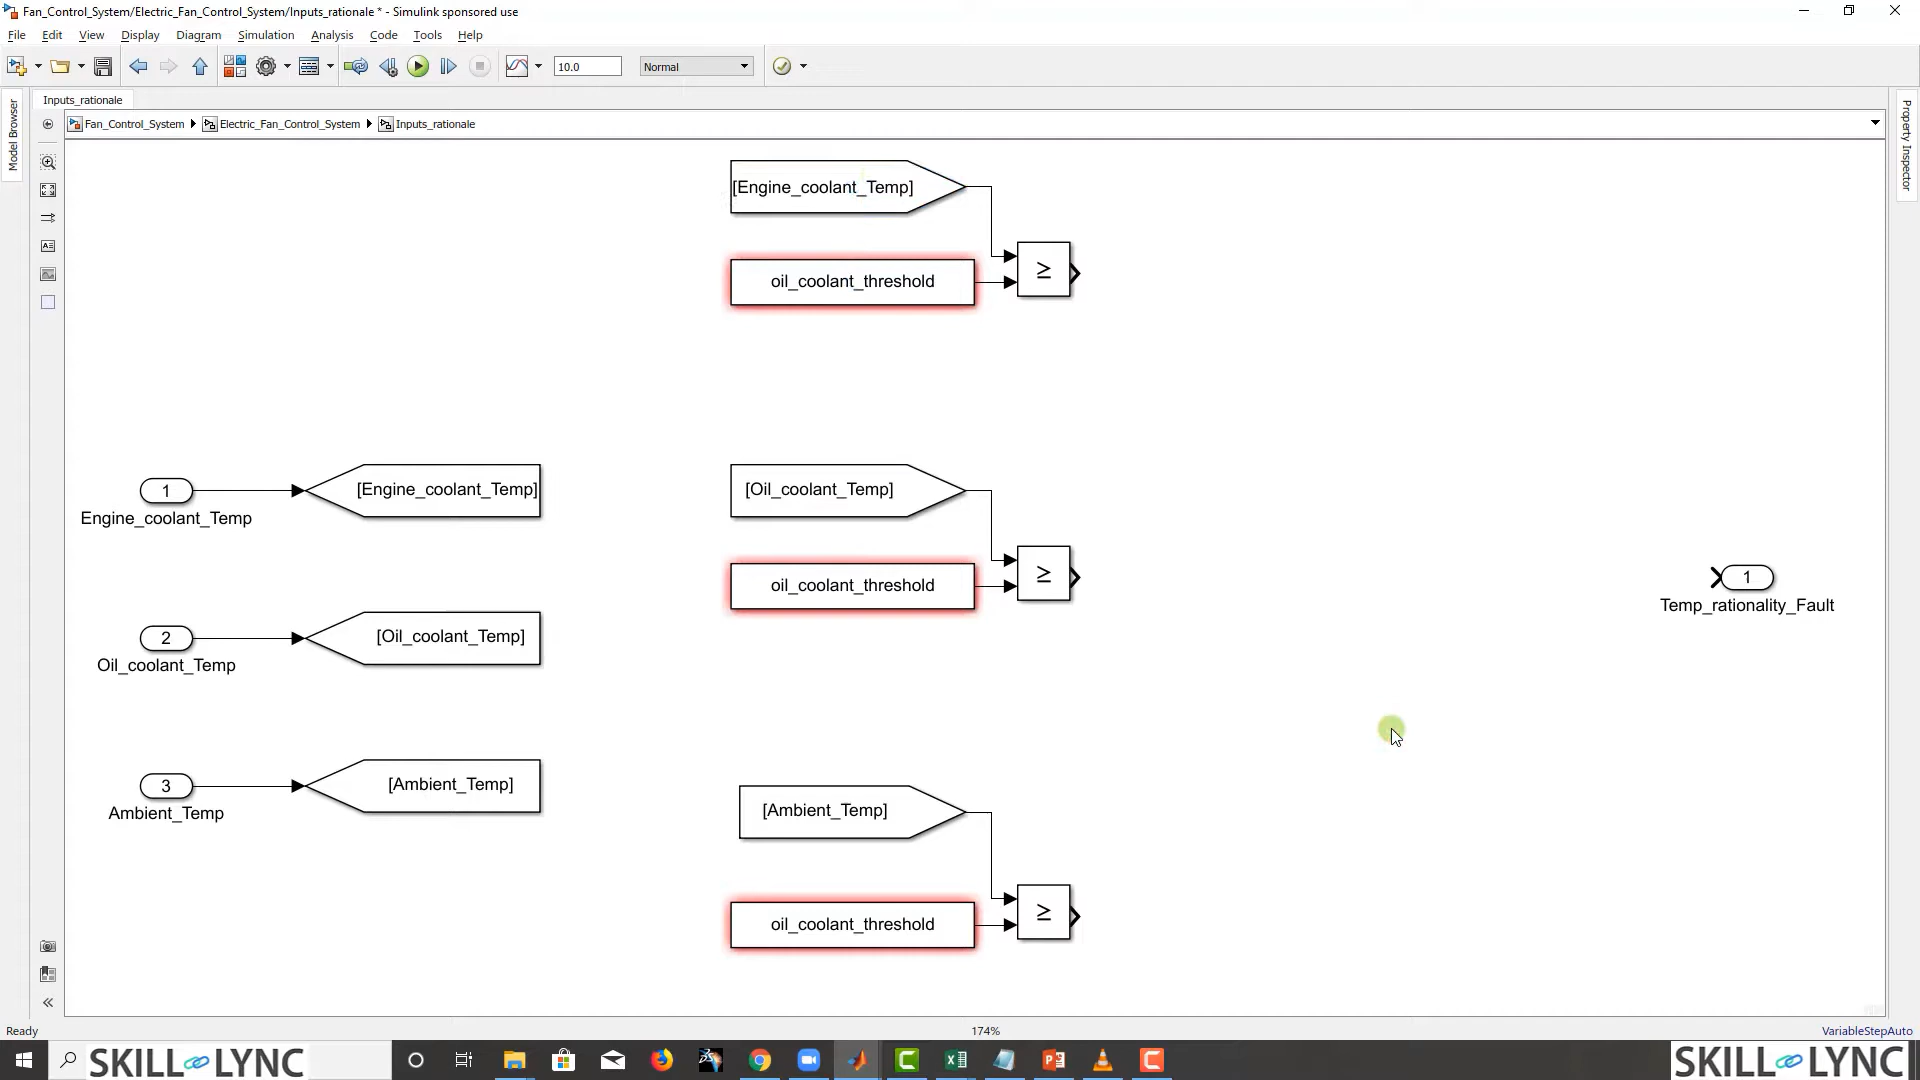 Fan_Control_System/Electric_Fan_Control_System/Inputs_rationale * - Simulink sponsored use
File Edit View Display Diagram Simulation Analysis Code Tools Help
10.0 Normal
Inputs_rationale
Fan_Control_System Electric_Fan_Control_System Inputs_rationale
Model Browser
Property Inspector
[Engine_coolant_Temp]
≥
oil_coolant_threshold
1 [Engine_coolant_Temp]
Engine_coolant_Temp
[Oil_coolant_Temp]
≥
oil_coolant_threshold
1
Temp_rationality_Fault
2 [Oil_coolant_Temp]
Oil_coolant_Temp
3 [Ambient_Temp]
Ambient_Temp
[Ambient_Temp]
≥
oil_coolant_threshold
Ready 174% VariableStepAuto
SKILL LYNC
SKILL LYNC